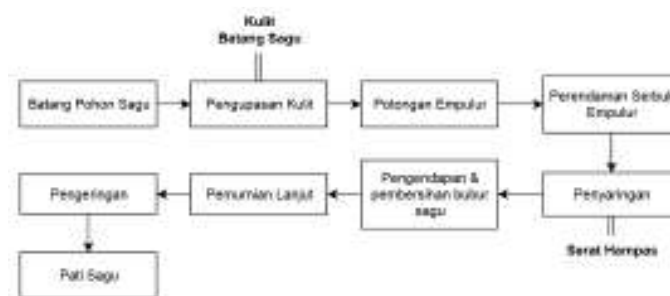 Kulit
Batang Sagu
Batang Pohon Sagu
Pengupasan Kulit
Potongan Empulur
Perendaman Serbuk
Empulur
Pengeringan
Pemurnian Lanjut
Pengendapan &
pembersihan bubur
sagu
Penyaringan
Pati Sagu
Serat Hampas